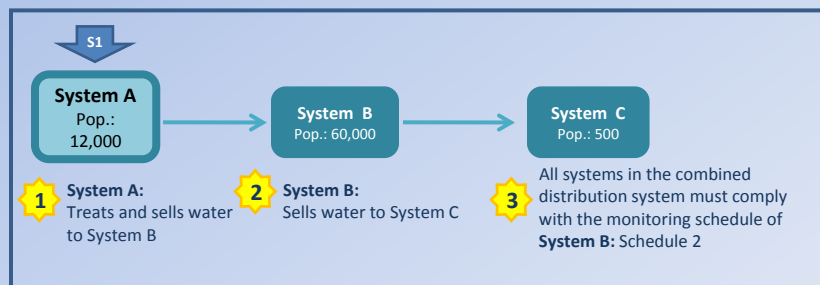 S1
System A
Pop.:
12,000
System B
Pop.: 60,000
System C
Pop.: 500
1
System A:
Treats and sells water
to System B
2
System B:
Sells water to System C
3
All systems in the combined
distribution system must comply
with the monitoring schedule of
System B: Schedule 2